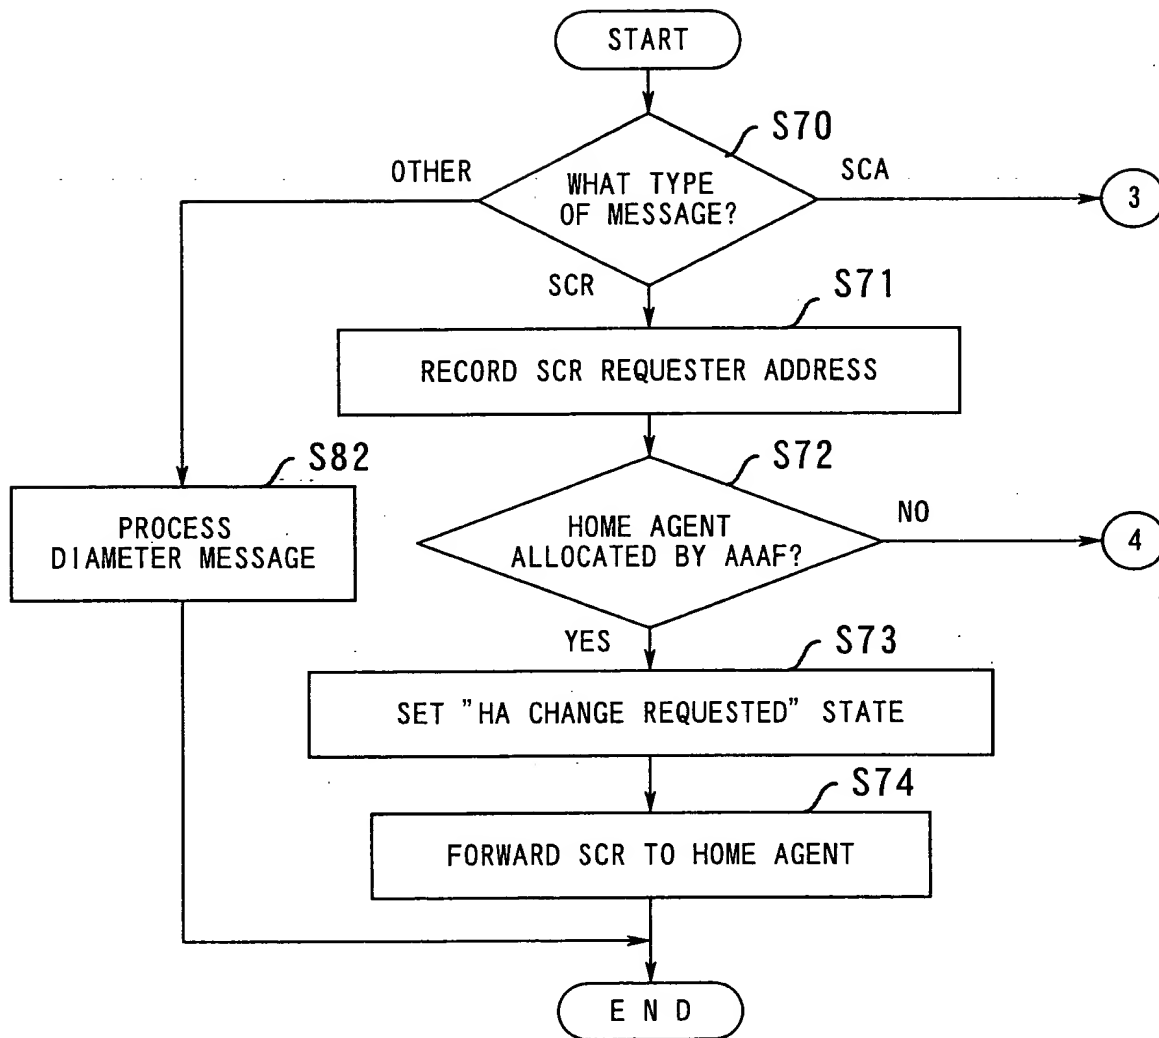 START
S70
OTHER
WHAT TYPE
OF MESSAGE?
SCA
3
SCR
S71
RECORD SCR REQUESTER ADDRESS
S72
S82
PROCESS
DIAMETER MESSAGE
HOME AGENT
ALLOCATED BY AAAF?
NO
4
YES
S73
SET "HA CHANGE REQUESTED" STATE
S74
FORWARD SCR TO HOME AGENT
END